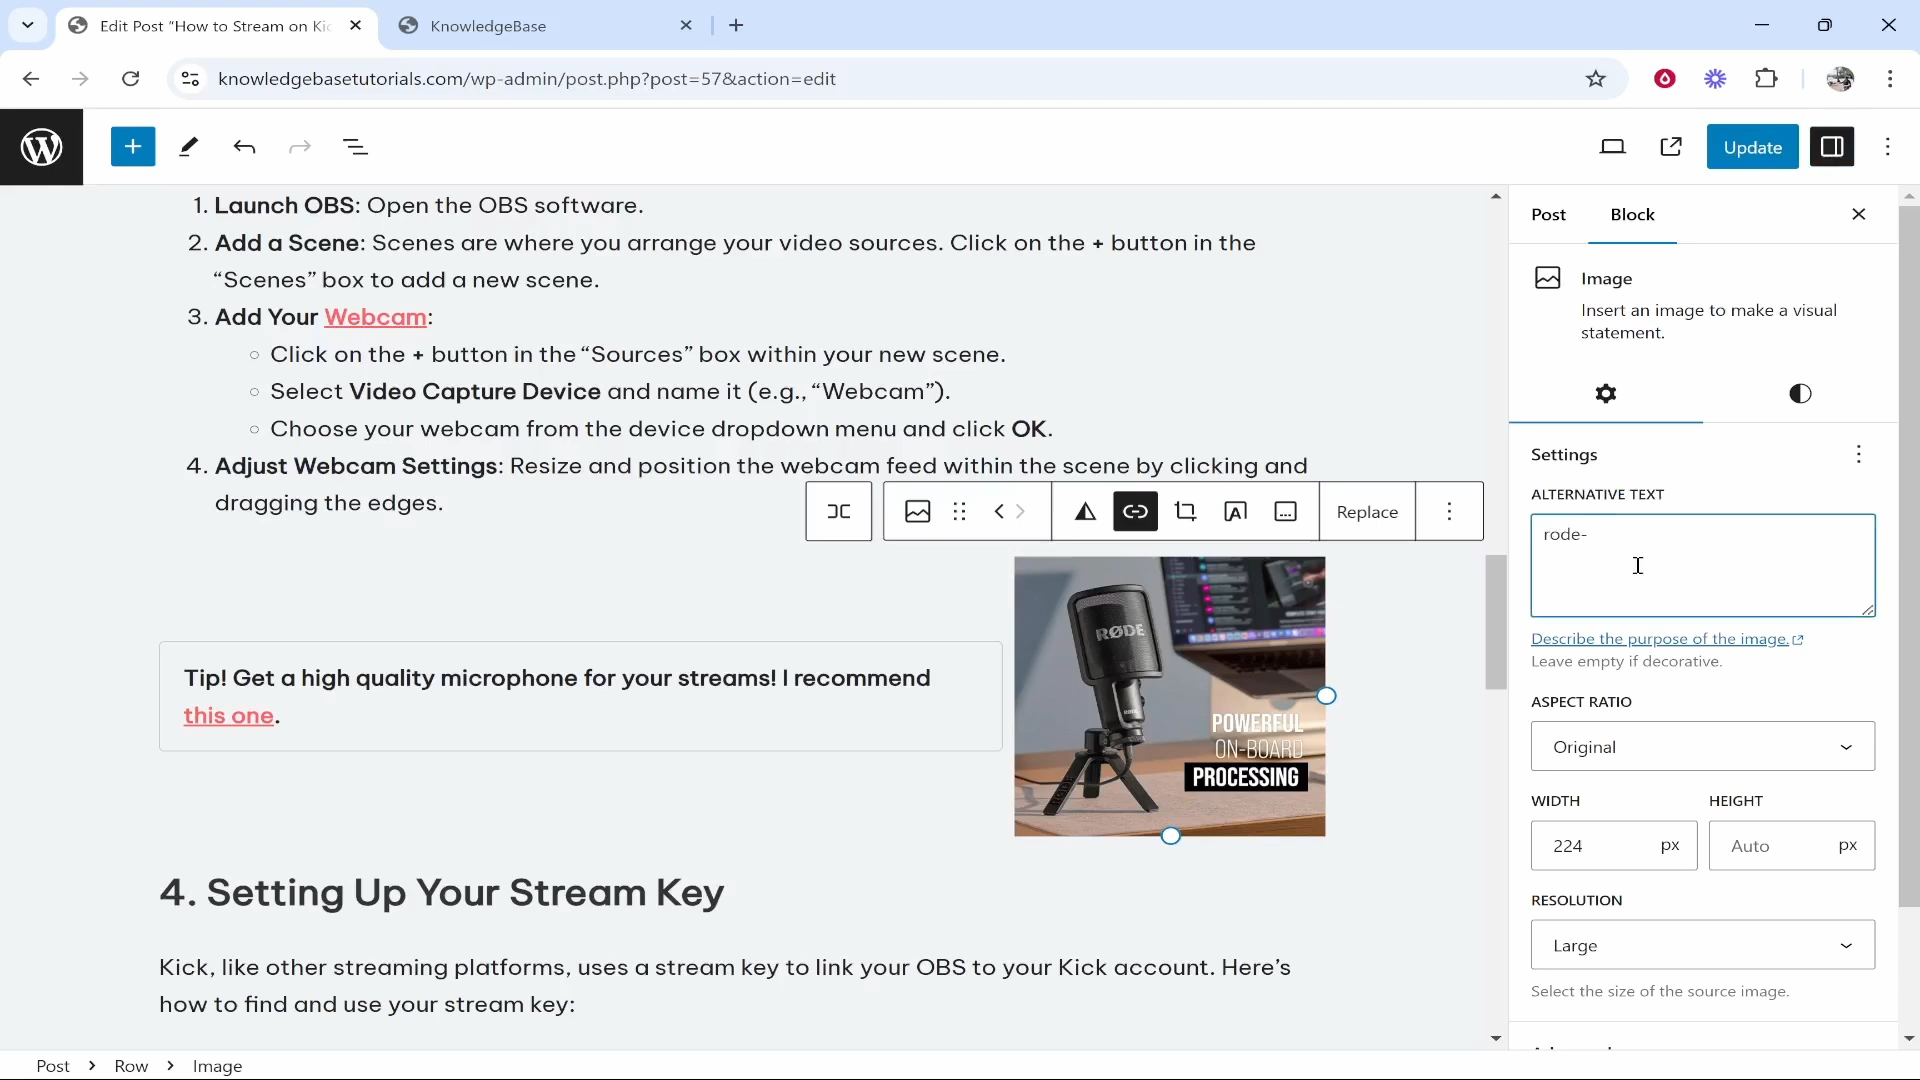 Edit Post “How to Stream on Kic
KnowledgeBase
knowledgebasetutorials.com/wp-admin/post.php?post=57&action=edit
Update
1. Launch OBS: Open the OBS software.
2. Add a Scene: Scenes are where you arrange your video sources. Click on the + button in the
“Scenes” box to add a new scene.
3. Add Your Webcam:
Click on the + button in the “Sources” box within your new scene.
Select Video Capture Device and name it (e.g., “Webcam”).
Choose your webcam from the device dropdown menu and click OK.
4. Adjust Webcam Settings: Resize and position the webcam feed within the scene by clicking and
dragging the edges.
Replace
Tip! Get a high quality microphone for your streams! I recommend
this one.
RØDE
POWERFUL
ON-BOARD
PROCESSING
4. Setting Up Your Stream Key
Kick, like other streaming platforms, uses a stream key to link your OBS to your Kick account. Here’s
how to find and use your stream key:
Post
Block
Image
Insert an image to make a visual
statement.
Settings
ALTERNATIVE TEXT
rode-
Describe the purpose of the image.
Leave empty if decorative.
ASPECT RATIO
Original
WIDTH
HEIGHT
224 px
Auto px
RESOLUTION
Large
Select the size of the source image.
Post > Row > Image